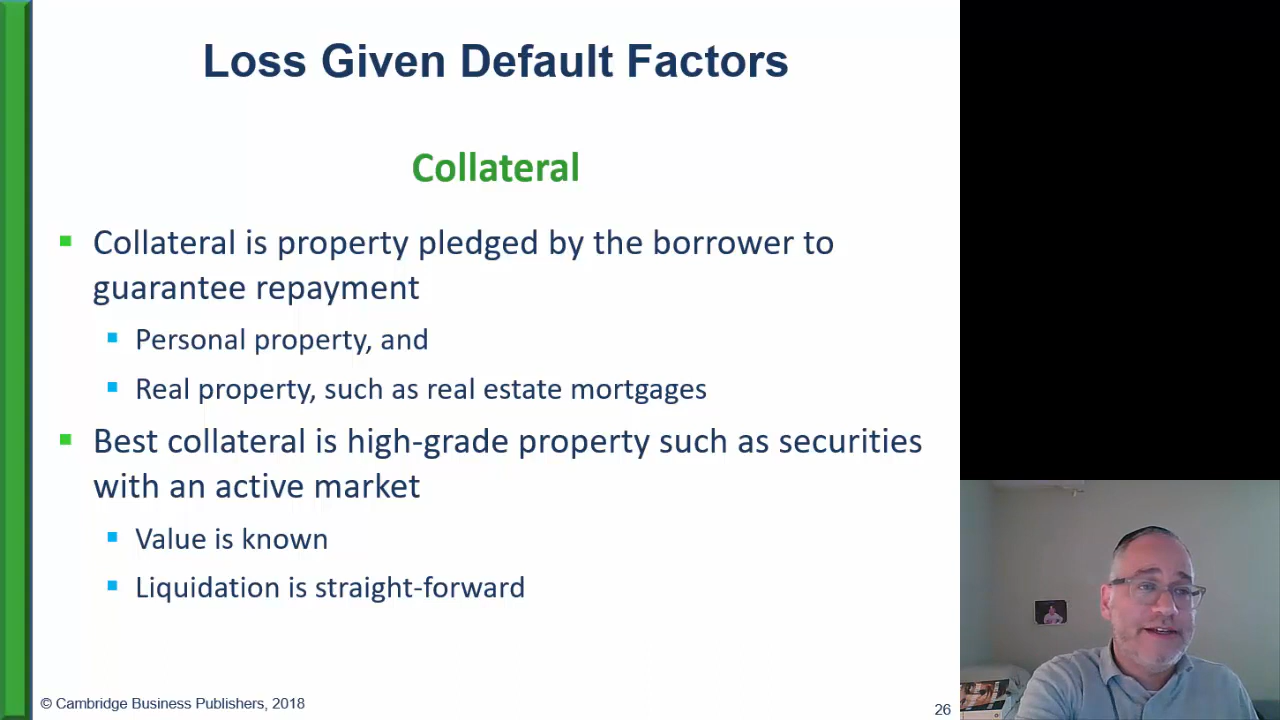 Loss Given Default Factors
Collateral
Collateral is property pledged by the borrower to
guarantee repayment
Personal property, and
Real property, such as real estate mortgages
Best collateral is high-grade property such as securities
with an active market
Value is known
Liquidation is straight-forward
© Cambridge Business Publishers, 2018
26